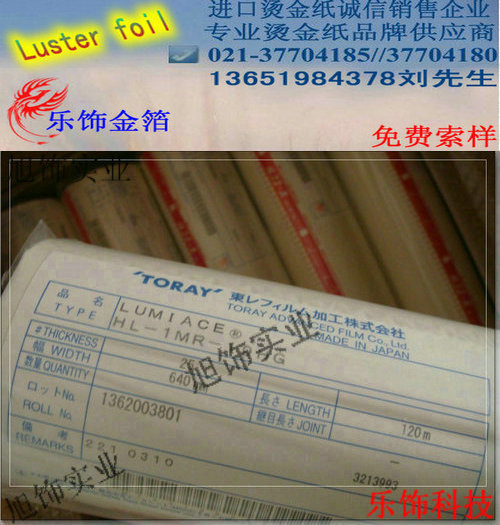 Luster foil
进口烫金纸诚信销售企业
专业烫金纸品牌供应商
021-37704185//37704180
13651984378刘先生
乐饰金箔
免费索样
旭饰实业
'TORAY' 東レフィルム加工株式会社
TORAY ADVANCED FILM Co., Ltd.
MADE IN JAPAN
品名 TYPE LUMIACE®
HL-1MR-
#THICKNESS
幅 WIDTH
数量 QUANTITY 640
長さ LENGTH 120m
継目長さ JOINT -
ロットNo. ROLL No. 1362003801
備考 REMARKS 221 0310
3213993
旭饰实业
旭饰实业
乐饰科技